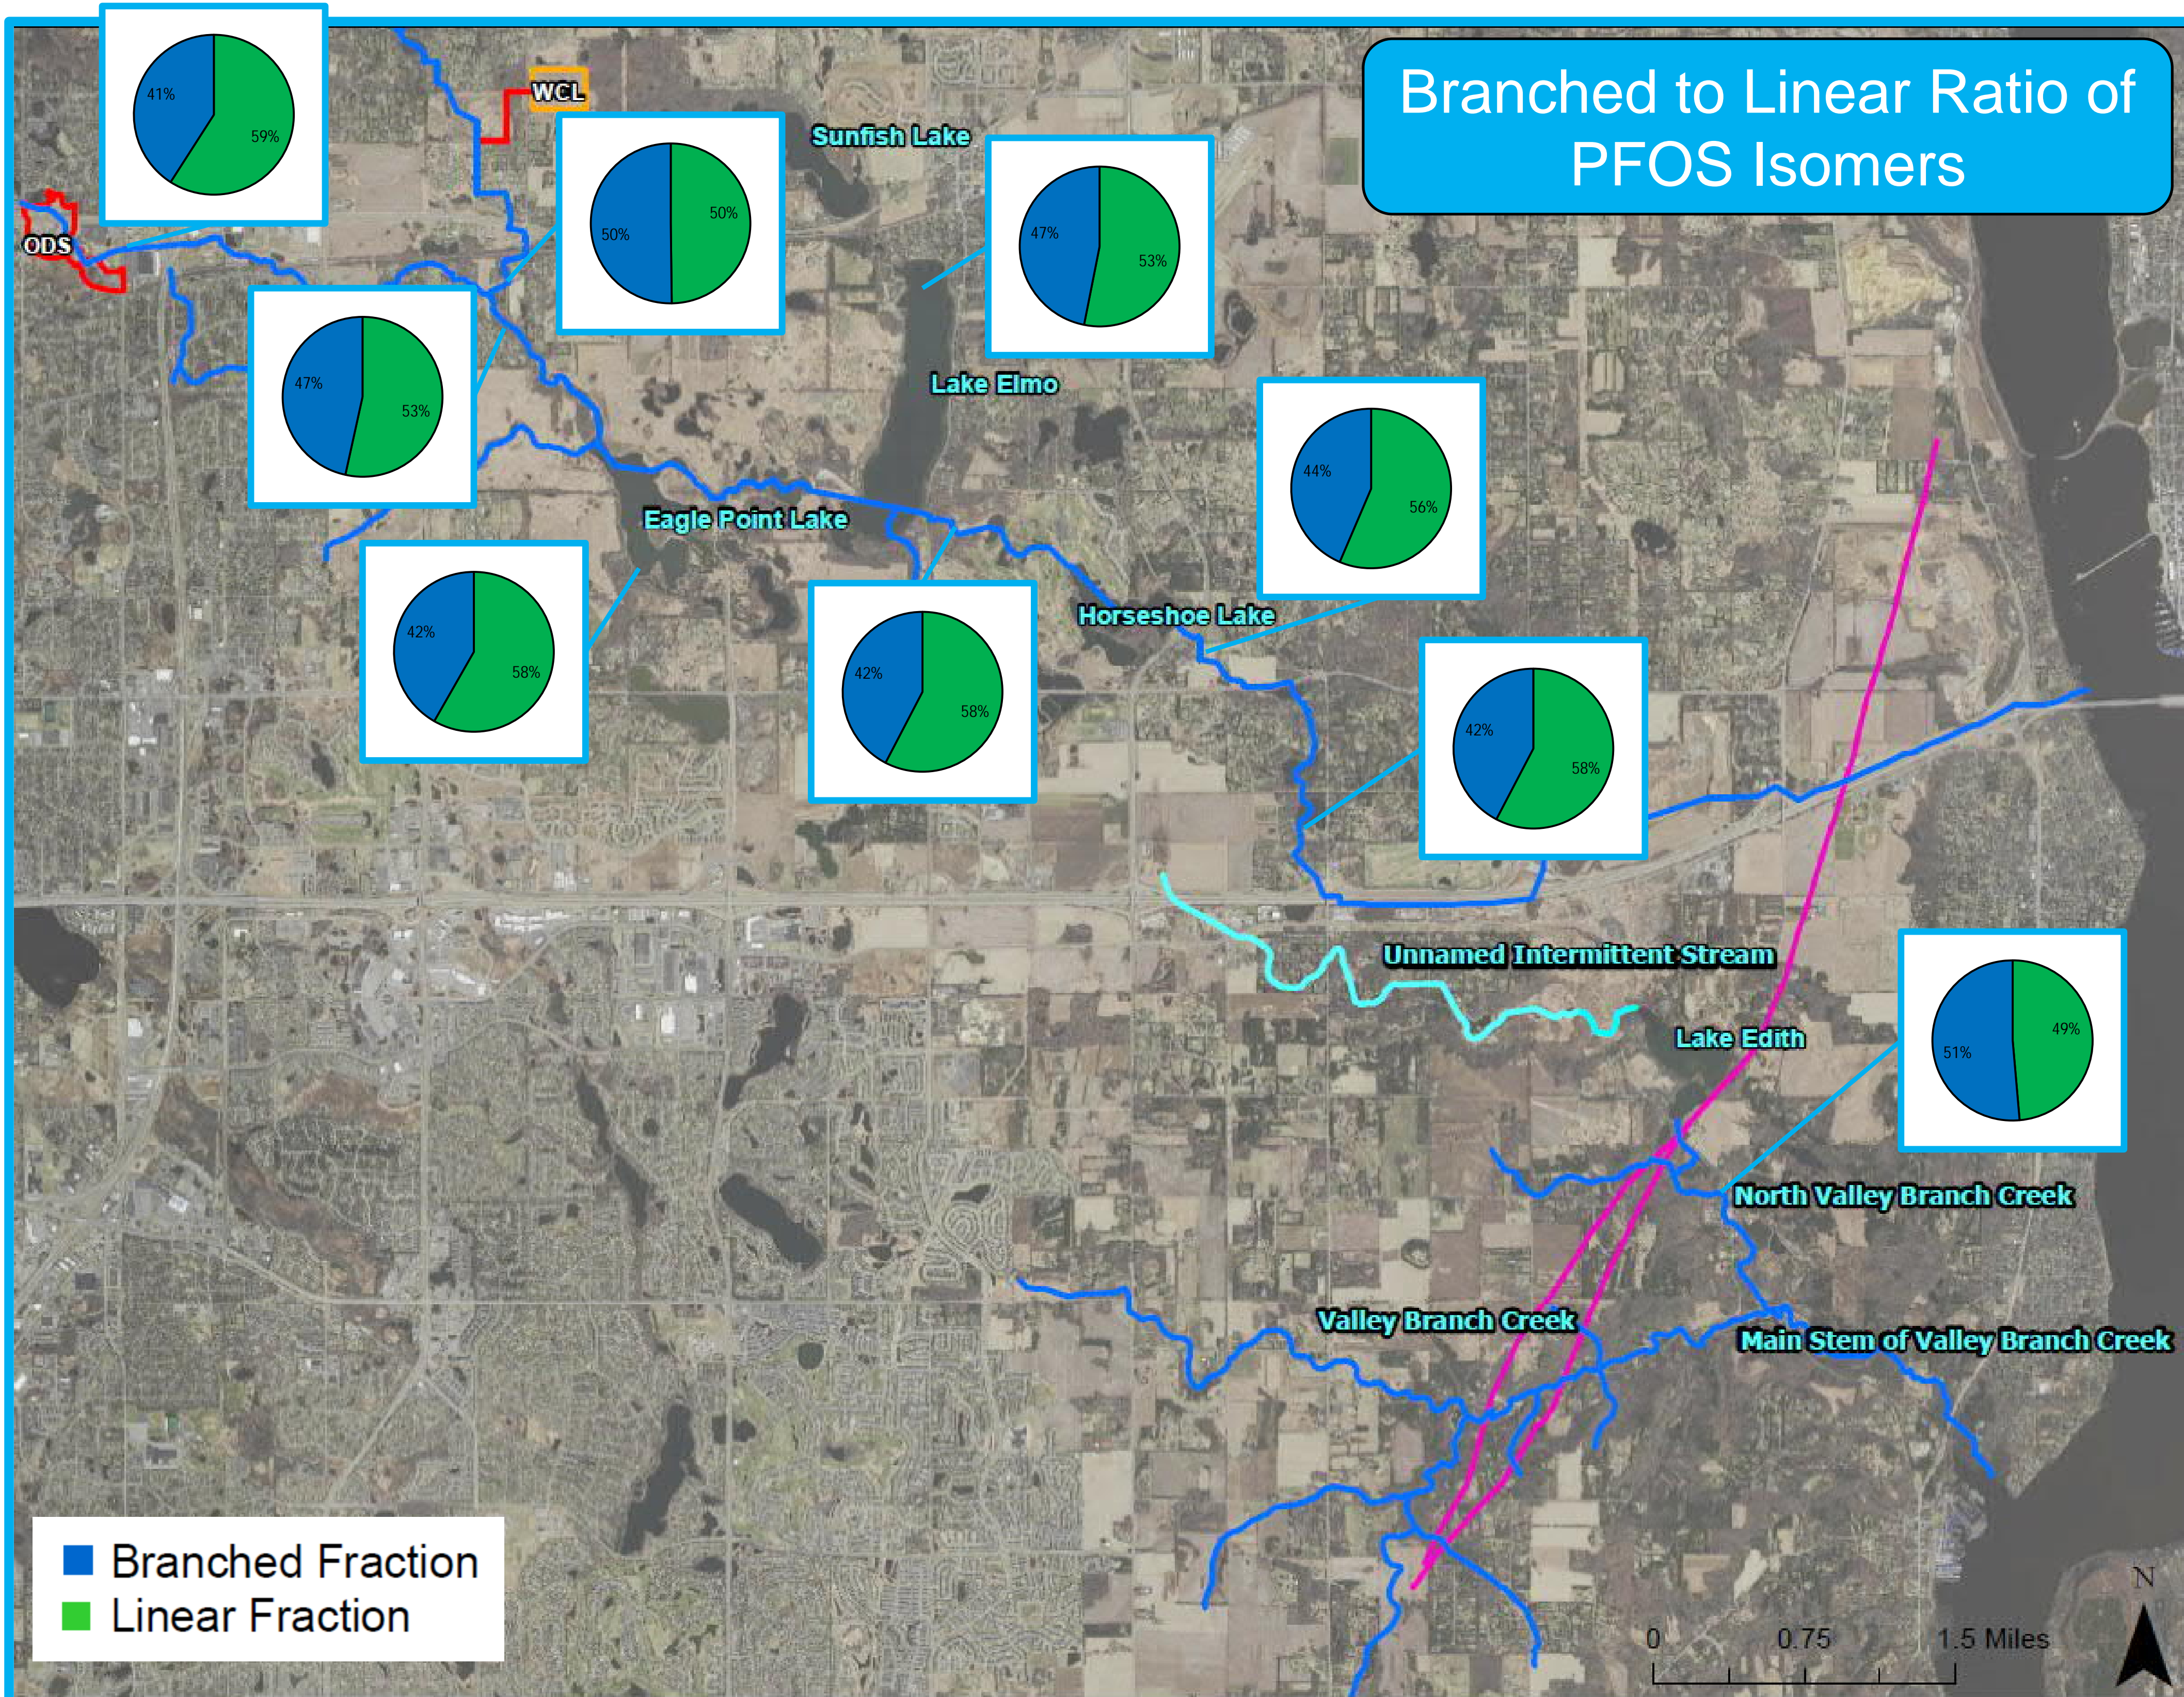 Branched to Linear Ratio of
PFOS Isomers
41%
59%
WCL
ODS
Sunfish Lake
50%
50%
47%
53%
47%
53%
Lake Elmo
44%
56%
Eagle Point Lake
42%
58%
42%
58%
Horseshoe Lake
42%
58%
Unnamed Intermittent Stream
Lake Edith
51%
49%
North Valley Branch Creek
Valley Branch Creek
Main Stem of Valley Branch Creek
Branched Fraction
Linear Fraction
N
0 0.75 1.5 Miles